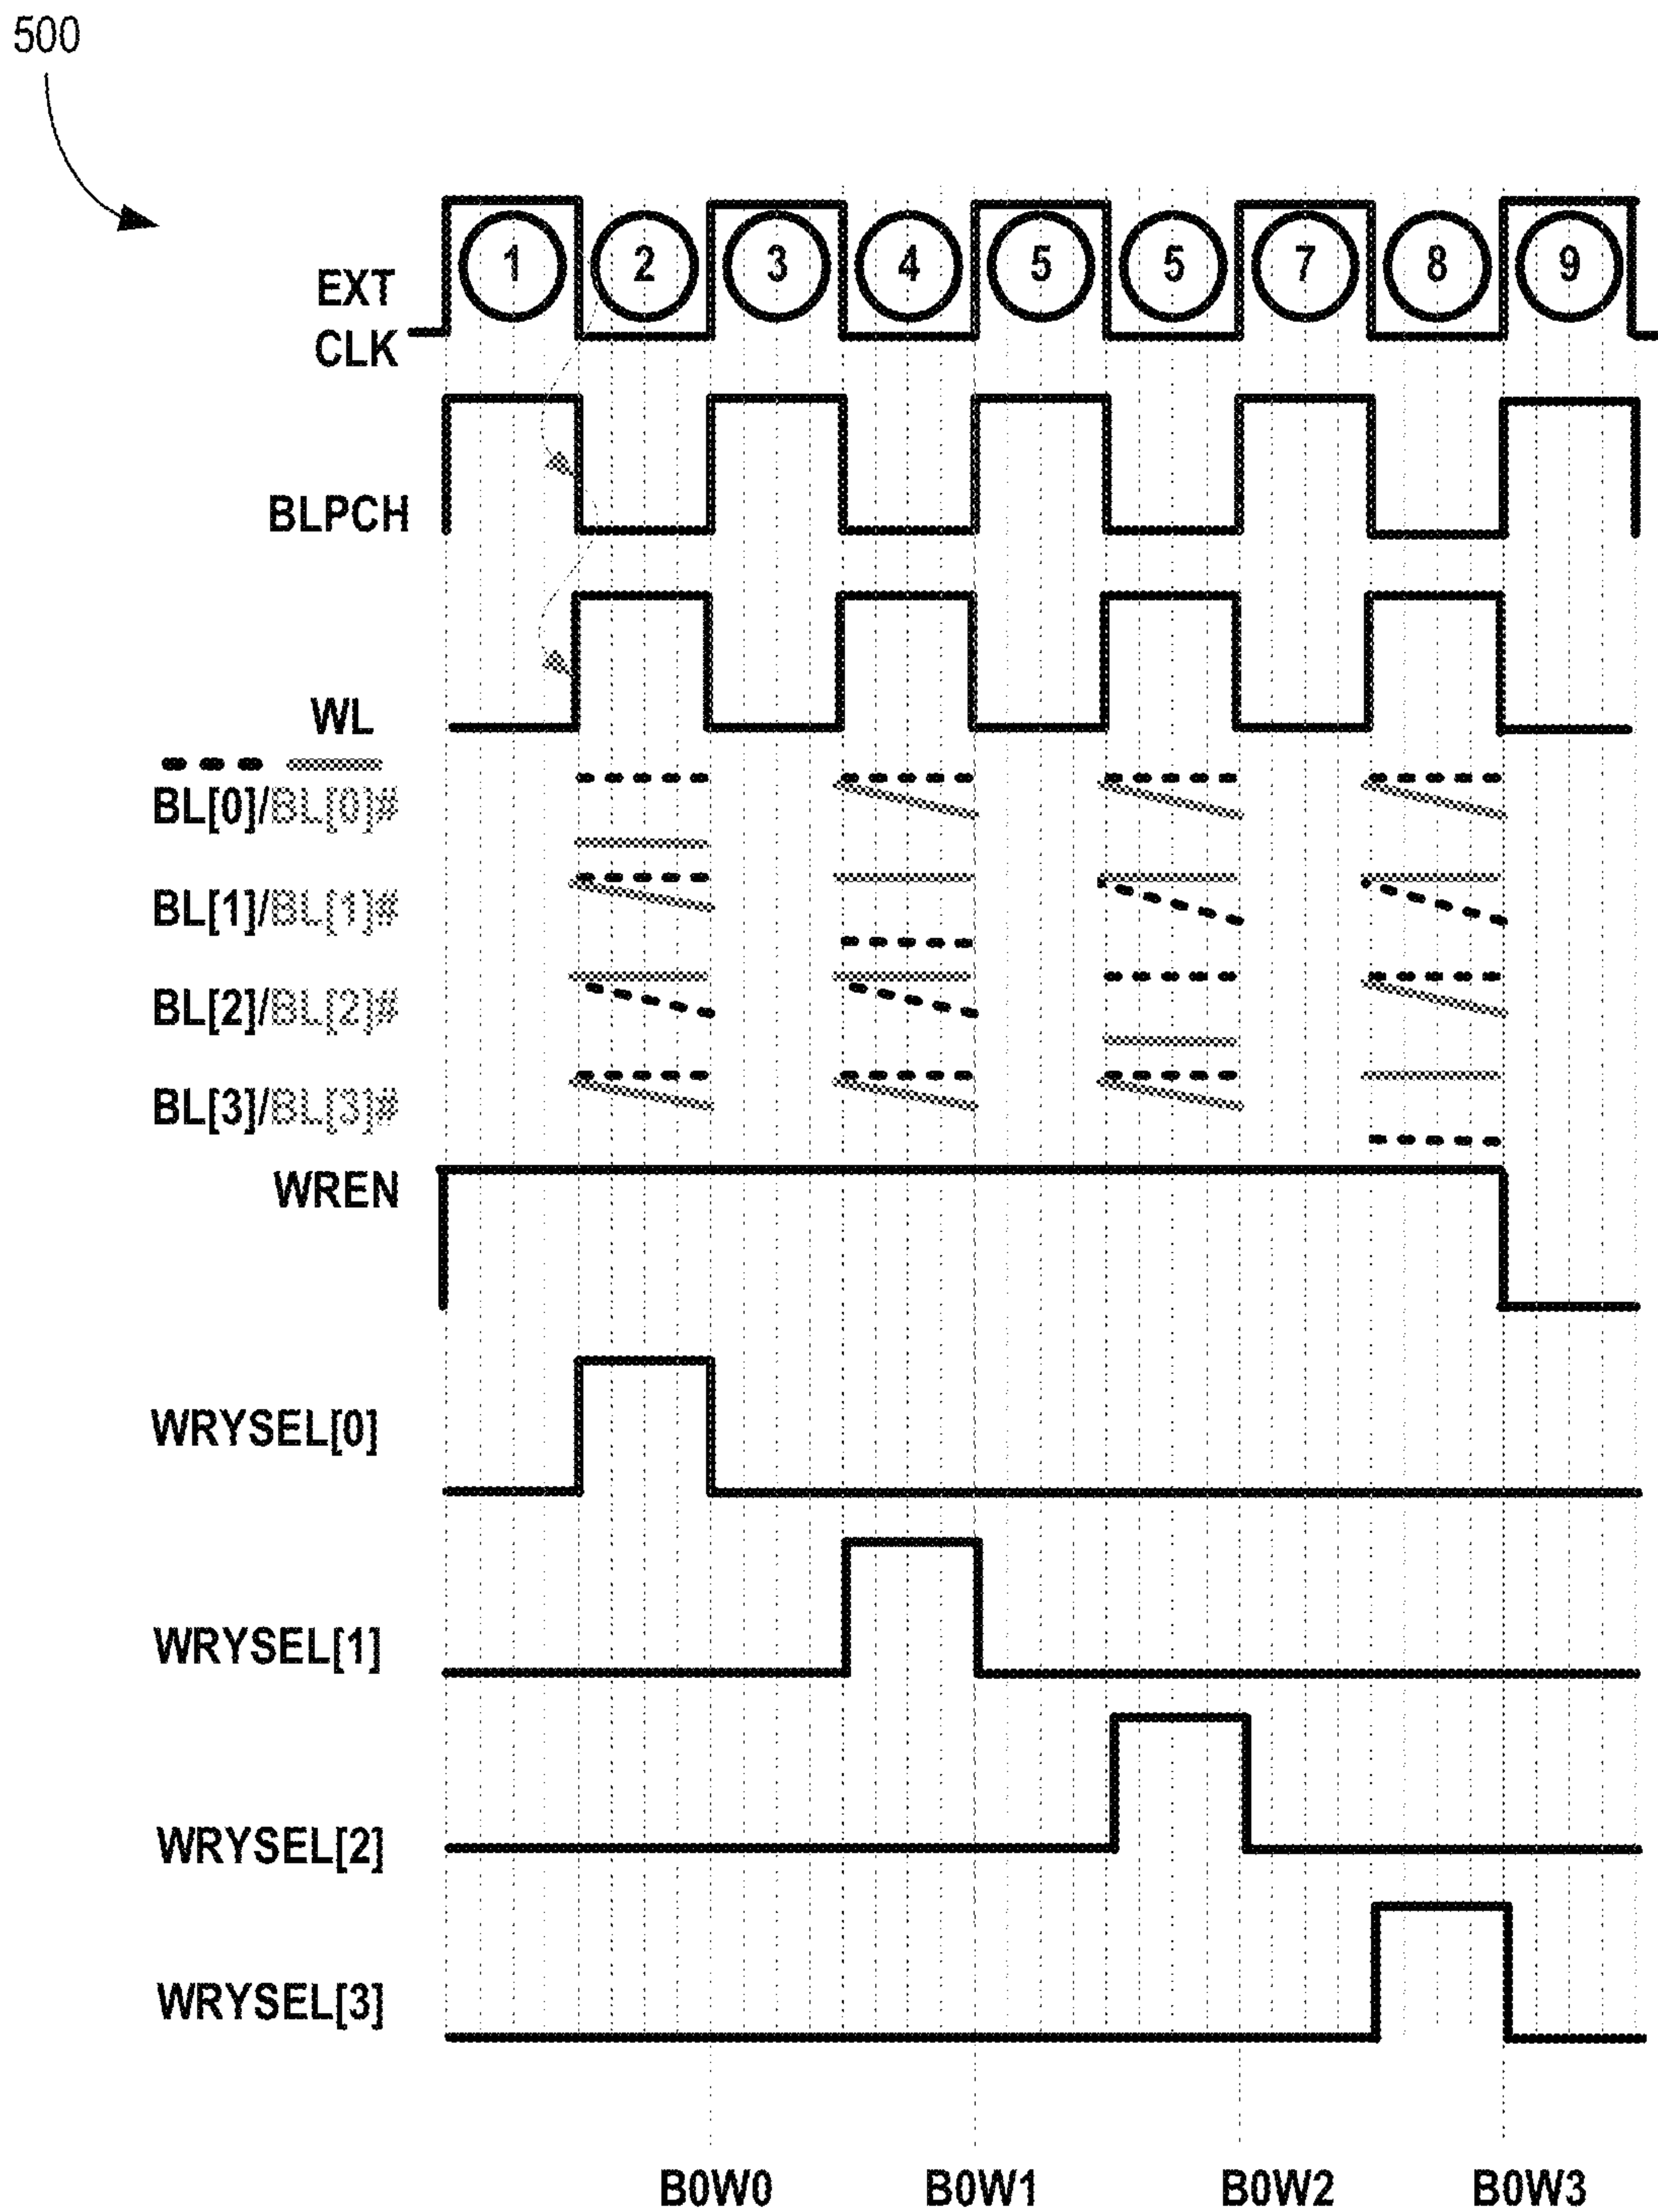 500
1 2 3 4 5 5 7 8 9
EXT
CLK
BLPCH
WL
BL[0]/BL[0]#
BL[1]/BL[1]#
BL[2]/BL[2]#
BL[3]/BL[3]#
WREN
WRYSEL[0]
WRYSEL[1]
WRYSEL[2]
WRYSEL[3]
B0W0 B0W1 B0W2 B0W3